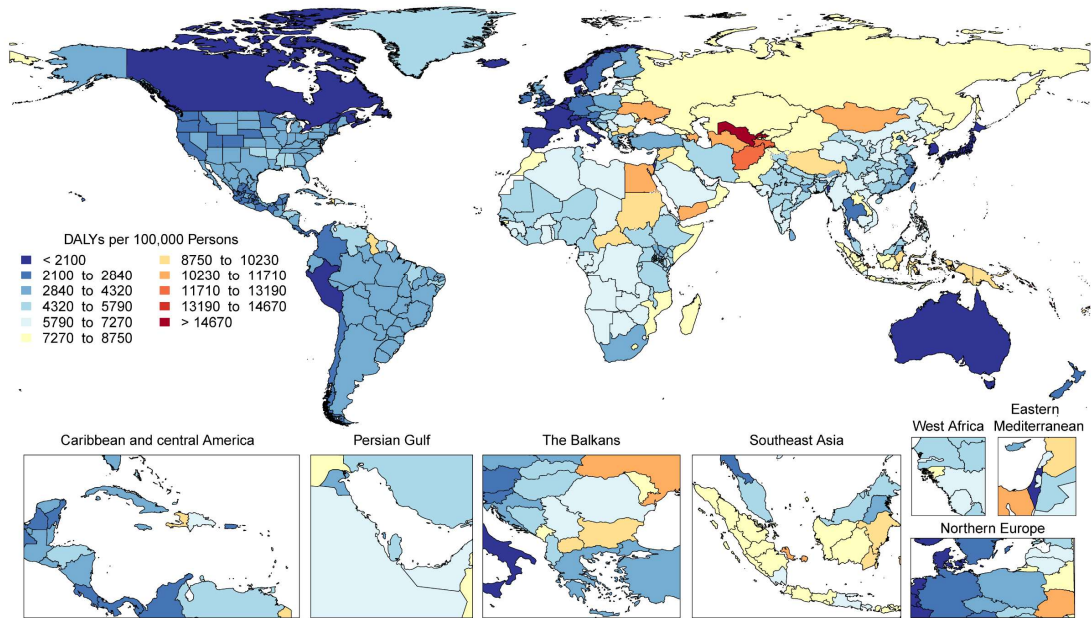 DALYs per 100,000 Persons
< 2100
2100 to 2840
2840 to 4320
4320 to 5790
5790 to 7270
7270 to 8750
8750 to 10230
10230 to 11710
11710 to 13190
13190 to 14670
> 14670
Caribbean and central America
Persian Gulf
The Balkans
Southeast Asia
West Africa
Eastern
Mediterranean
Northern Europe